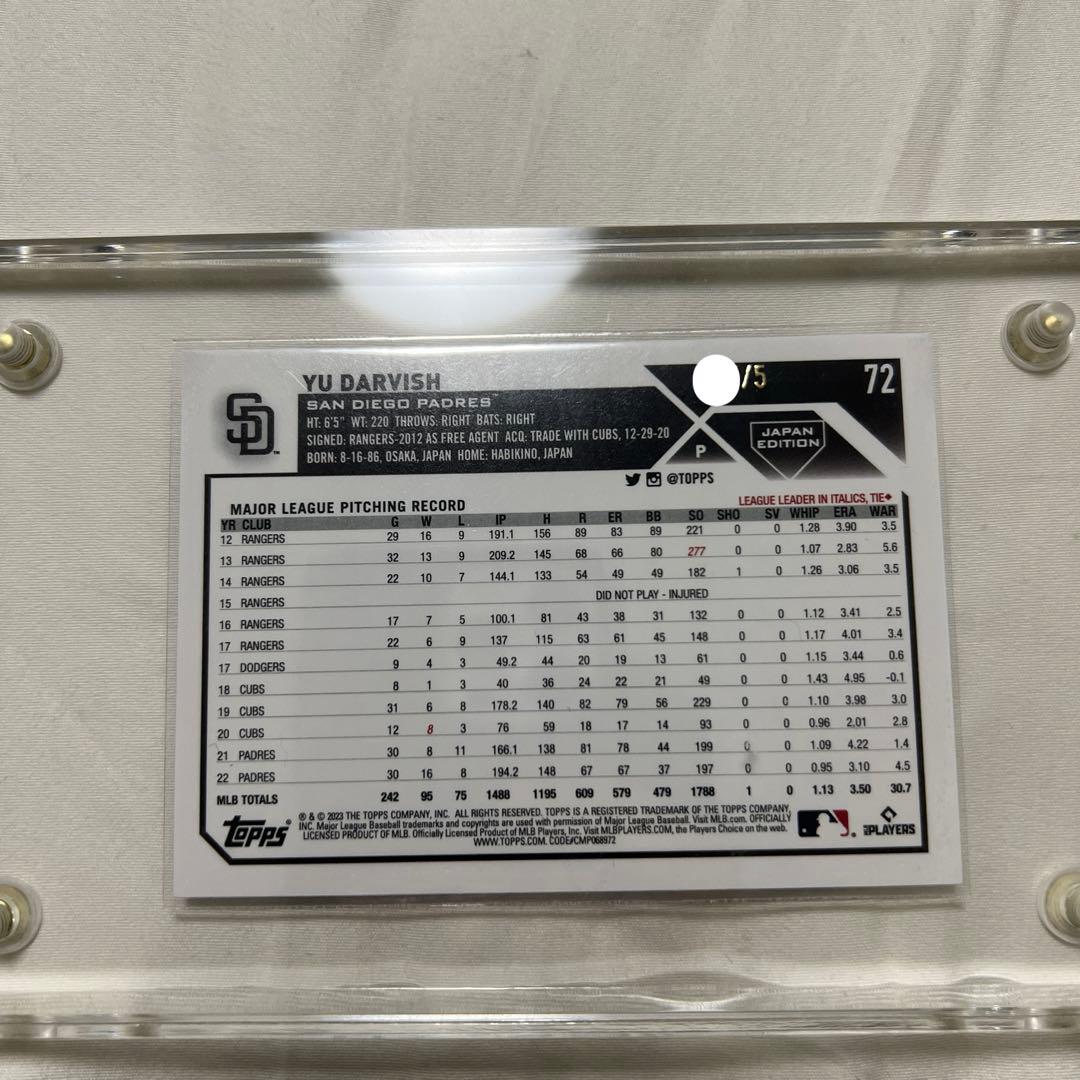 YU DARVISH
/5
72
SD
SAN DIEGO PADRES™
HT: 6'5" WT: 220 THROWS: RIGHT BATS: RIGHT
SIGNED: RANGERS-2012 AS FREE AGENT ACQ: TRADE WITH CUBS, 12-29-20
BORN: 8-16-86, OSAKA, JAPAN HOME: HABIKINO, JAPAN
P
JAPAN
EDITION
@TOPPS
MAJOR LEAGUE PITCHING RECORD
LEAGUE LEADER IN ITALICS, TIE◆
YR CLUB G W L IP H R ER BB SO SHO SV WHIP ERA WAR
12 RANGERS 29 16 9 191.1 156 89 83 89 221 0 0 1.28 3.90 3.5
13 RANGERS 32 13 9 209.2 145 68 66 80 277 0 0 1.07 2.83 5.6
14 RANGERS 22 10 7 144.1 133 54 49 49 182 1 0 1.26 3.06 3.5
15 RANGERS DID NOT PLAY - INJURED
16 RANGERS 17 7 5 100.1 81 43 38 31 132 0 0 1.12 3.41 2.5
17 RANGERS 22 6 9 137 115 63 61 45 148 0 0 1.17 4.01 3.4
17 DODGERS 9 4 3 49.2 44 20 19 13 61 0 0 1.15 3.44 0.6
18 CUBS 8 1 3 40 36 24 22 21 49 0 0 1.43 4.95 -0.1
19 CUBS 31 6 8 178.2 140 82 79 56 229 0 0 1.10 3.98 3.0
20 CUBS 12 8 3 76 59 18 17 14 93 0 0 0.96 2.01 2.8
21 PADRES 30 8 11 166.1 138 81 78 44 199 0 0 1.09 4.22 1.4
22 PADRES 30 16 8 194.2 148 67 67 37 197 0 0 0.95 3.10 4.5
MLB TOTALS 242 95 75 1488 1195 609 579 479 1788 1 0 1.13 3.50 30.7
Topps®
® & © 2023 THE TOPPS COMPANY, INC. ALL RIGHTS RESERVED. TOPPS IS A REGISTERED TRADEMARK OF THE TOPPS COMPANY,
INC. Major League Baseball trademarks and copyrights are used with permission of Major League Baseball. Visit MLB.com. OFFICIALLY
LICENSED PRODUCT OF MLB. Officially Licensed Product of MLB Players, Inc. Visit MLBPLAYERS.COM, the Players Choice on the web.
WWW.TOPPS.COM. CODE#CMP068972
PLAYERS